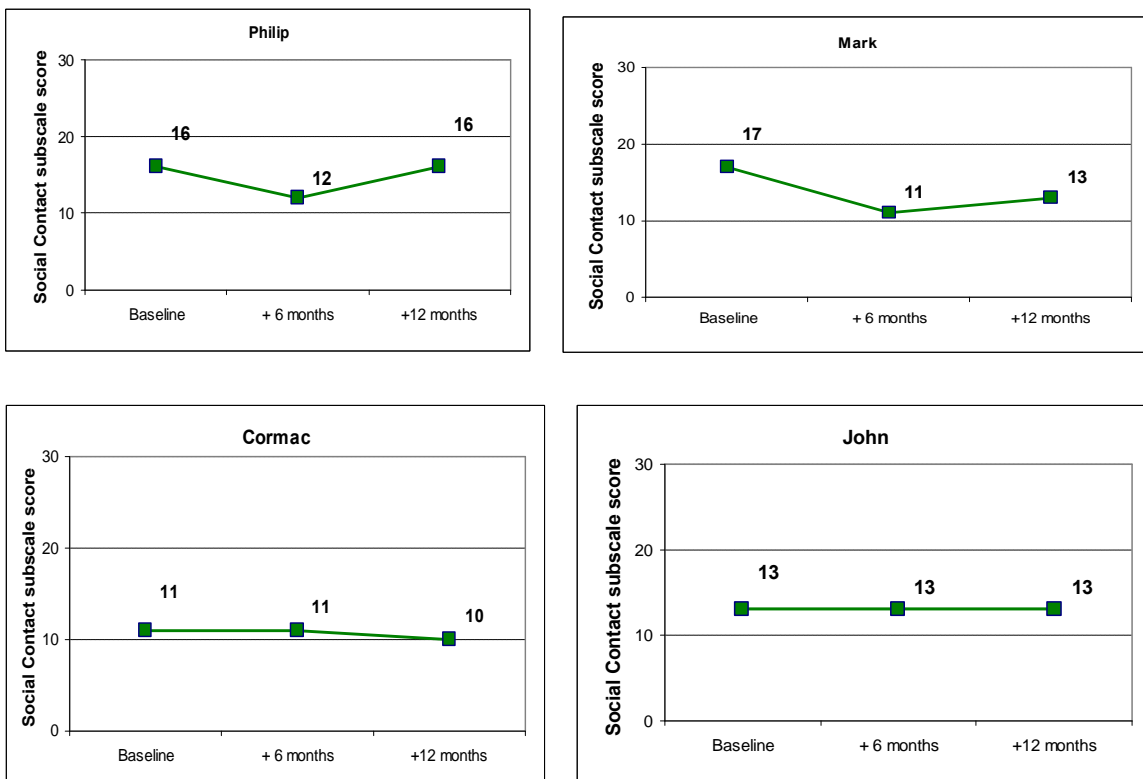 Philip
Social Contact subscale score
30
20
10
0
16
12
16
Baseline
+ 6 months
+12 months
Mark
Social Contact subscale score
30
20
10
0
17
11
13
Baseline
+ 6 months
+12 months
Cormac
Social Contact subscale score
30
20
10
0
11
11
10
Baseline
+ 6 months
+12 months
John
Social Contact subscale score
30
20
10
0
13
13
13
Baseline
+ 6 months
+12 months